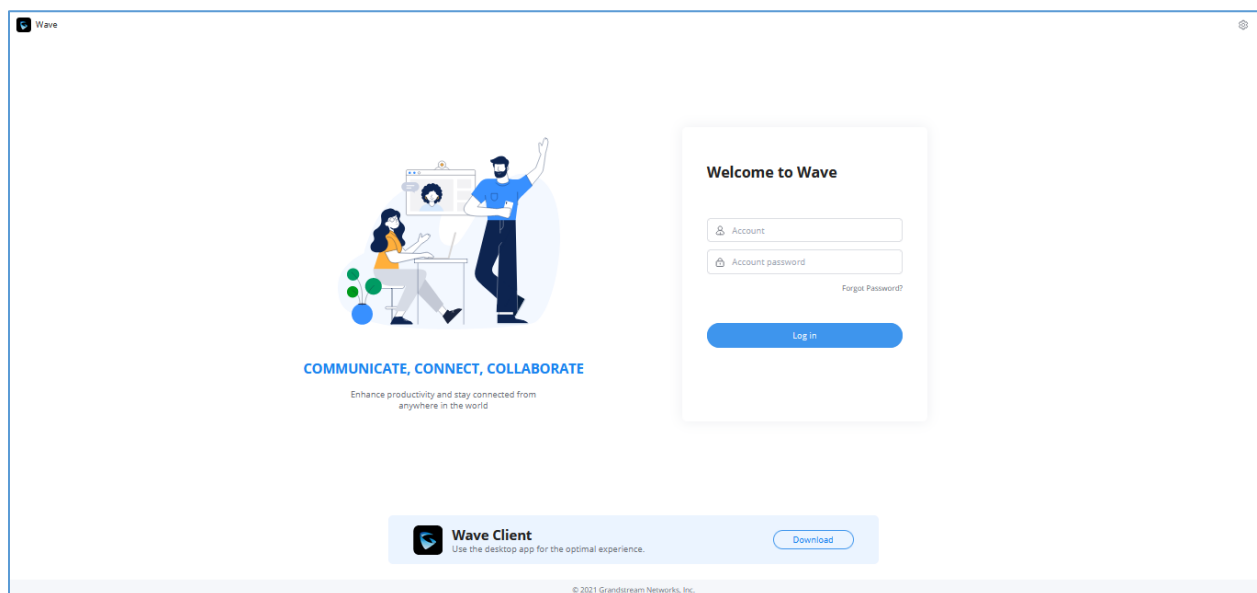 Wave
Welcome to Wave
Account
Account password
Forgot Password?
Log in
COMMUNICATE, CONNECT, COLLABORATE
Enhance productivity and stay connected from
anywhere in the world
Wave Client
Use the desktop app for the optimal experience.
Download
© 2021 Grandstream Networks, Inc.